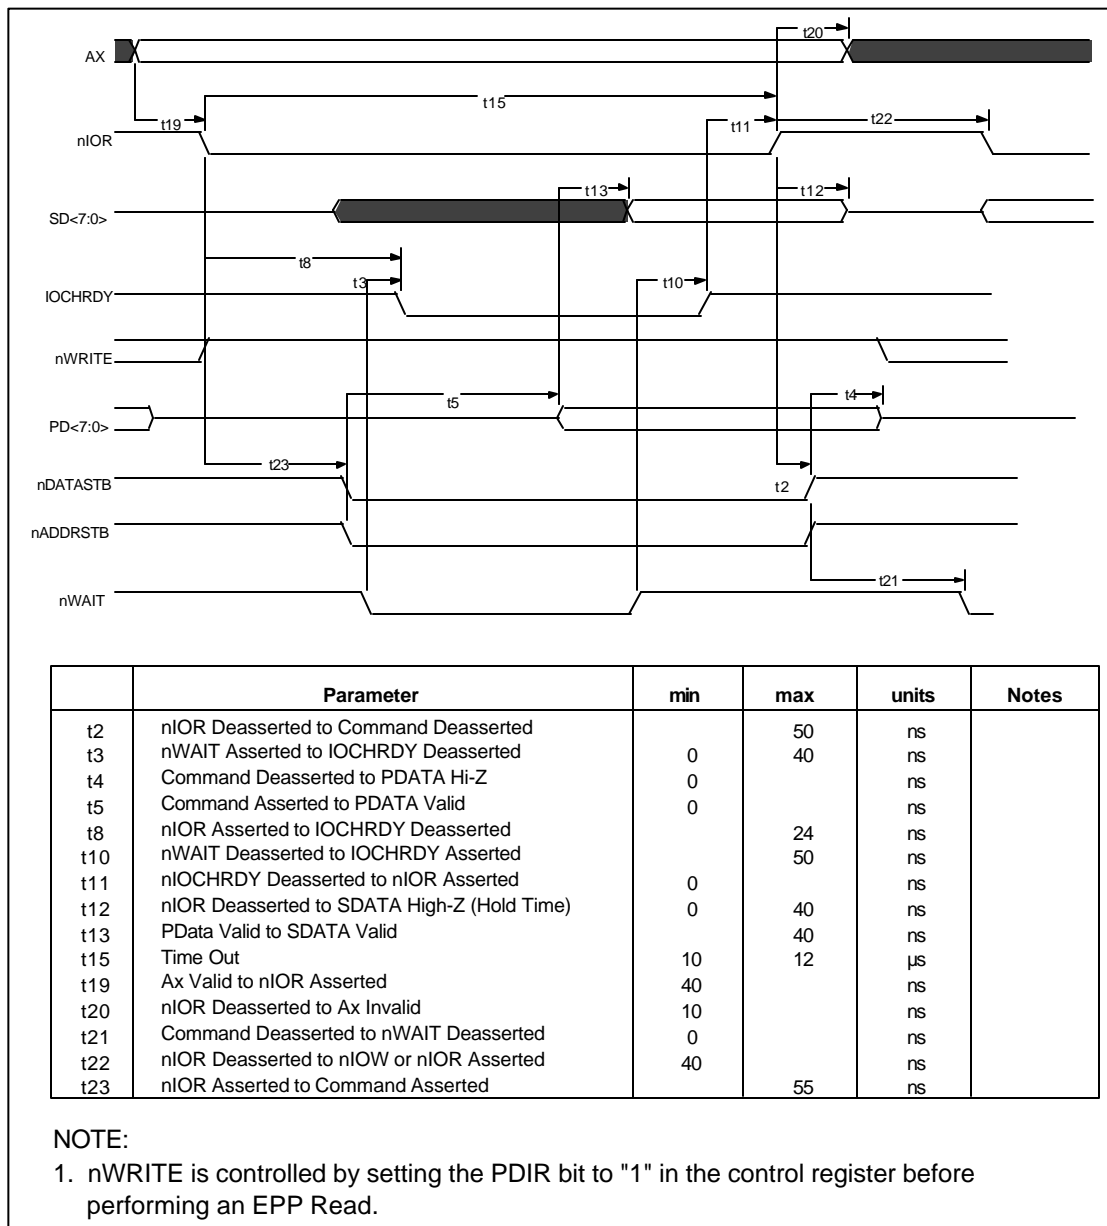 t20
AX
t15
t19
t11
t22
nIOR
t13
t12
SD<7:0>
t8
t3
t10
IOCHRDY
nWRITE
t5
t4
PD<7:0>
t23
nDATASTB
t2
nADDRSTB
t21
nWAIT
Parameter min max units Notes
t2 nIOR Deasserted to Command Deasserted 50 ns
t3 nWAIT Asserted to IOCHRDY Deasserted 0 40 ns
t4 Command Deasserted to PDATA Hi-Z 0 ns
t5 Command Asserted to PDATA Valid 0 ns
t8 nIOR Asserted to IOCHRDY Deasserted 24 ns
t10 nWAIT Deasserted to IOCHRDY Asserted 50 ns
t11 nIOCHRDY Deasserted to nIOR Asserted 0 ns
t12 nIOR Deasserted to SDATA High-Z (Hold Time) 0 40 ns
t13 PData Valid to SDATA Valid 40 ns
t15 Time Out 10 12 µs
t19 Ax Valid to nIOR Asserted 40 ns
t20 nIOR Deasserted to Ax Invalid 10 ns
t21 Command Deasserted to nWAIT Deasserted 0 ns
t22 nIOR Deasserted to nIOW or nIOR Asserted 40 ns
t23 nIOR Asserted to Command Asserted 55 ns
NOTE:
1. nWRITE is controlled by setting the PDIR bit to "1" in the control register before
performing an EPP Read.